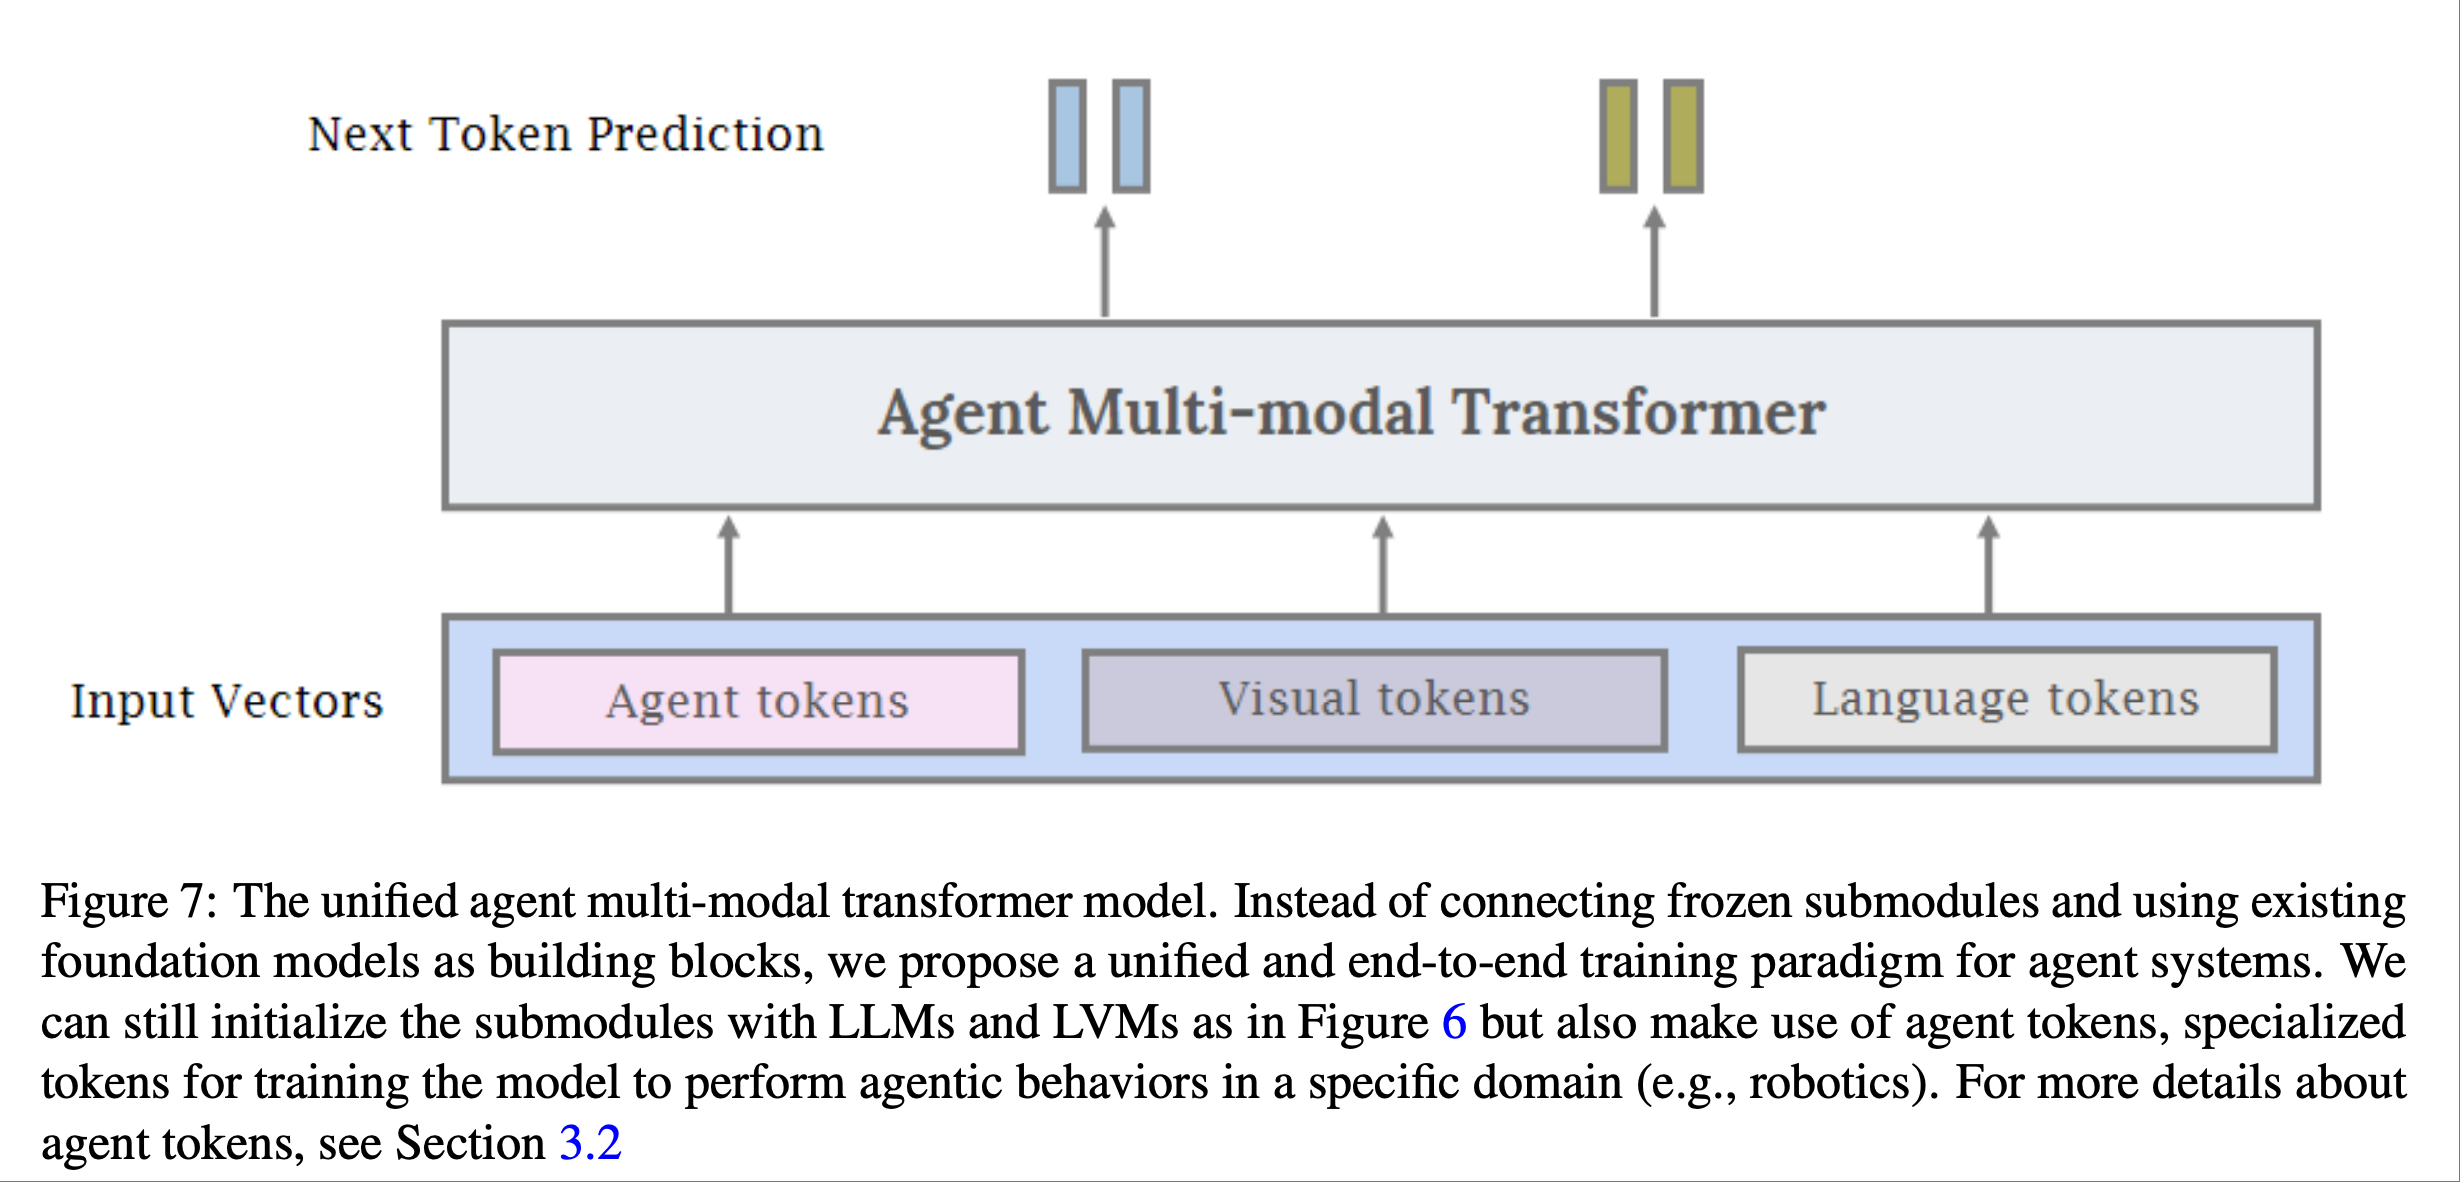 Next Token Prediction
Agent Multi-modal Transformer
Input Vectors
Agent tokens
Visual tokens
Language tokens
Figure 7: The unified agent multi-modal transformer model. Instead of connecting frozen submodules and using existing
foundation models as building blocks, we propose a unified and end-to-end training paradigm for agent systems. We
can still initialize the submodules with LLMs and LVMs as in Figure 6 but also make use of agent tokens, specialized
tokens for training the model to perform agentic behaviors in a specific domain (e.g., robotics). For more details about
agent tokens, see Section 3.2